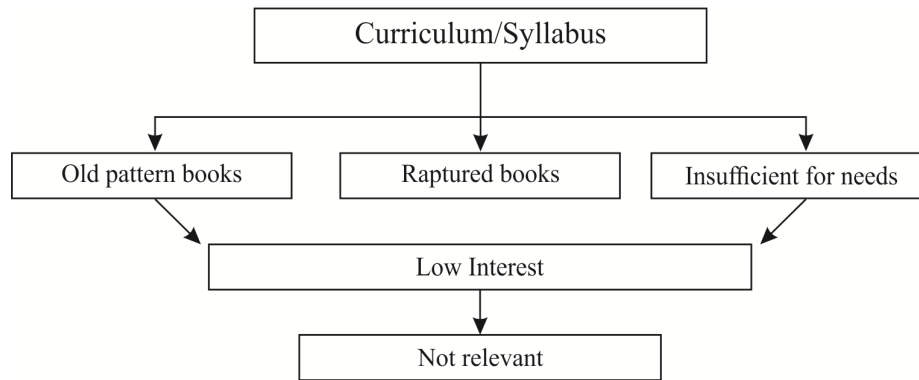 Curriculum/Syllabus
Old pattern books
Raptured books
Insufficient for needs
Low Interest
Not relevant